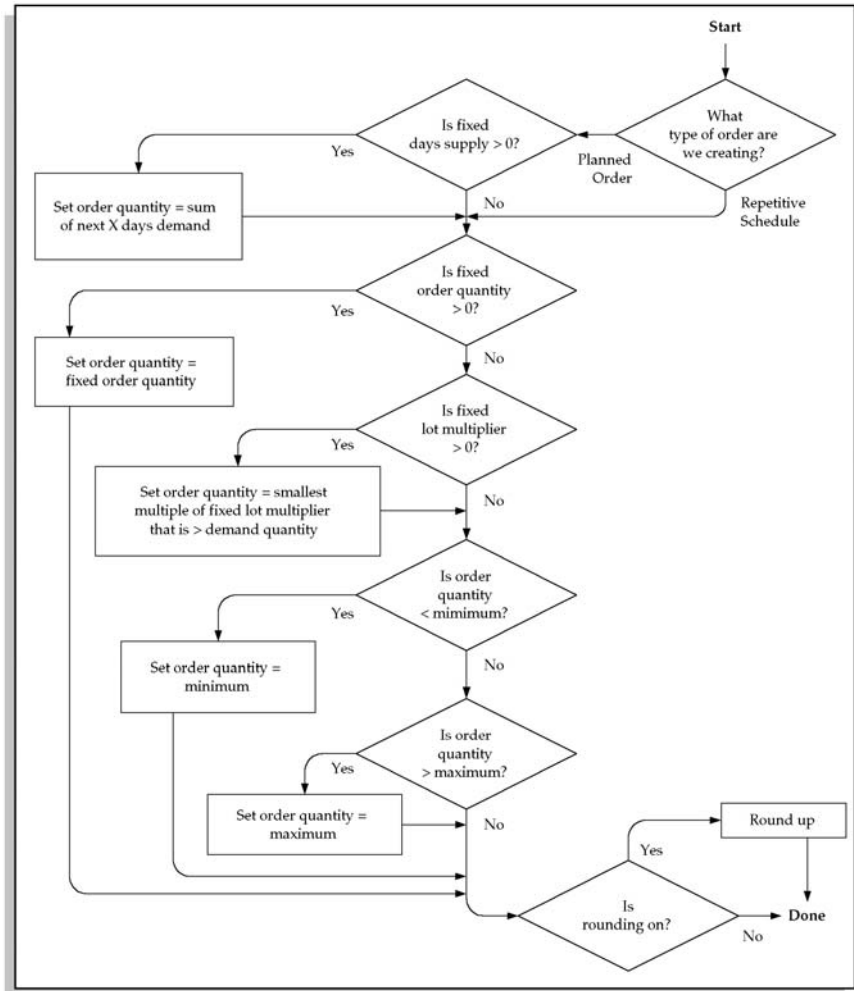 Start
What
type of order are
we creating?
Planned
Order
Repetitive
Schedule
Is fixed
days supply > 0?
Yes
No
Set order quantity = sum
of next X days demand
Is fixed
order quantity
> 0?
Yes
No
Set order quantity =
fixed order quantity
Is fixed
lot multiplier
> 0?
Yes
No
Set order quantity = smallest
multiple of fixed lot multiplier
that is > demand quantity
Is order
quantity
< mimimum?
Yes
No
Set order quantity =
minimum
Is order
quantity
> maximum?
Yes
No
Set order quantity =
maximum
Is
rounding on?
Yes
No
Round up
Done